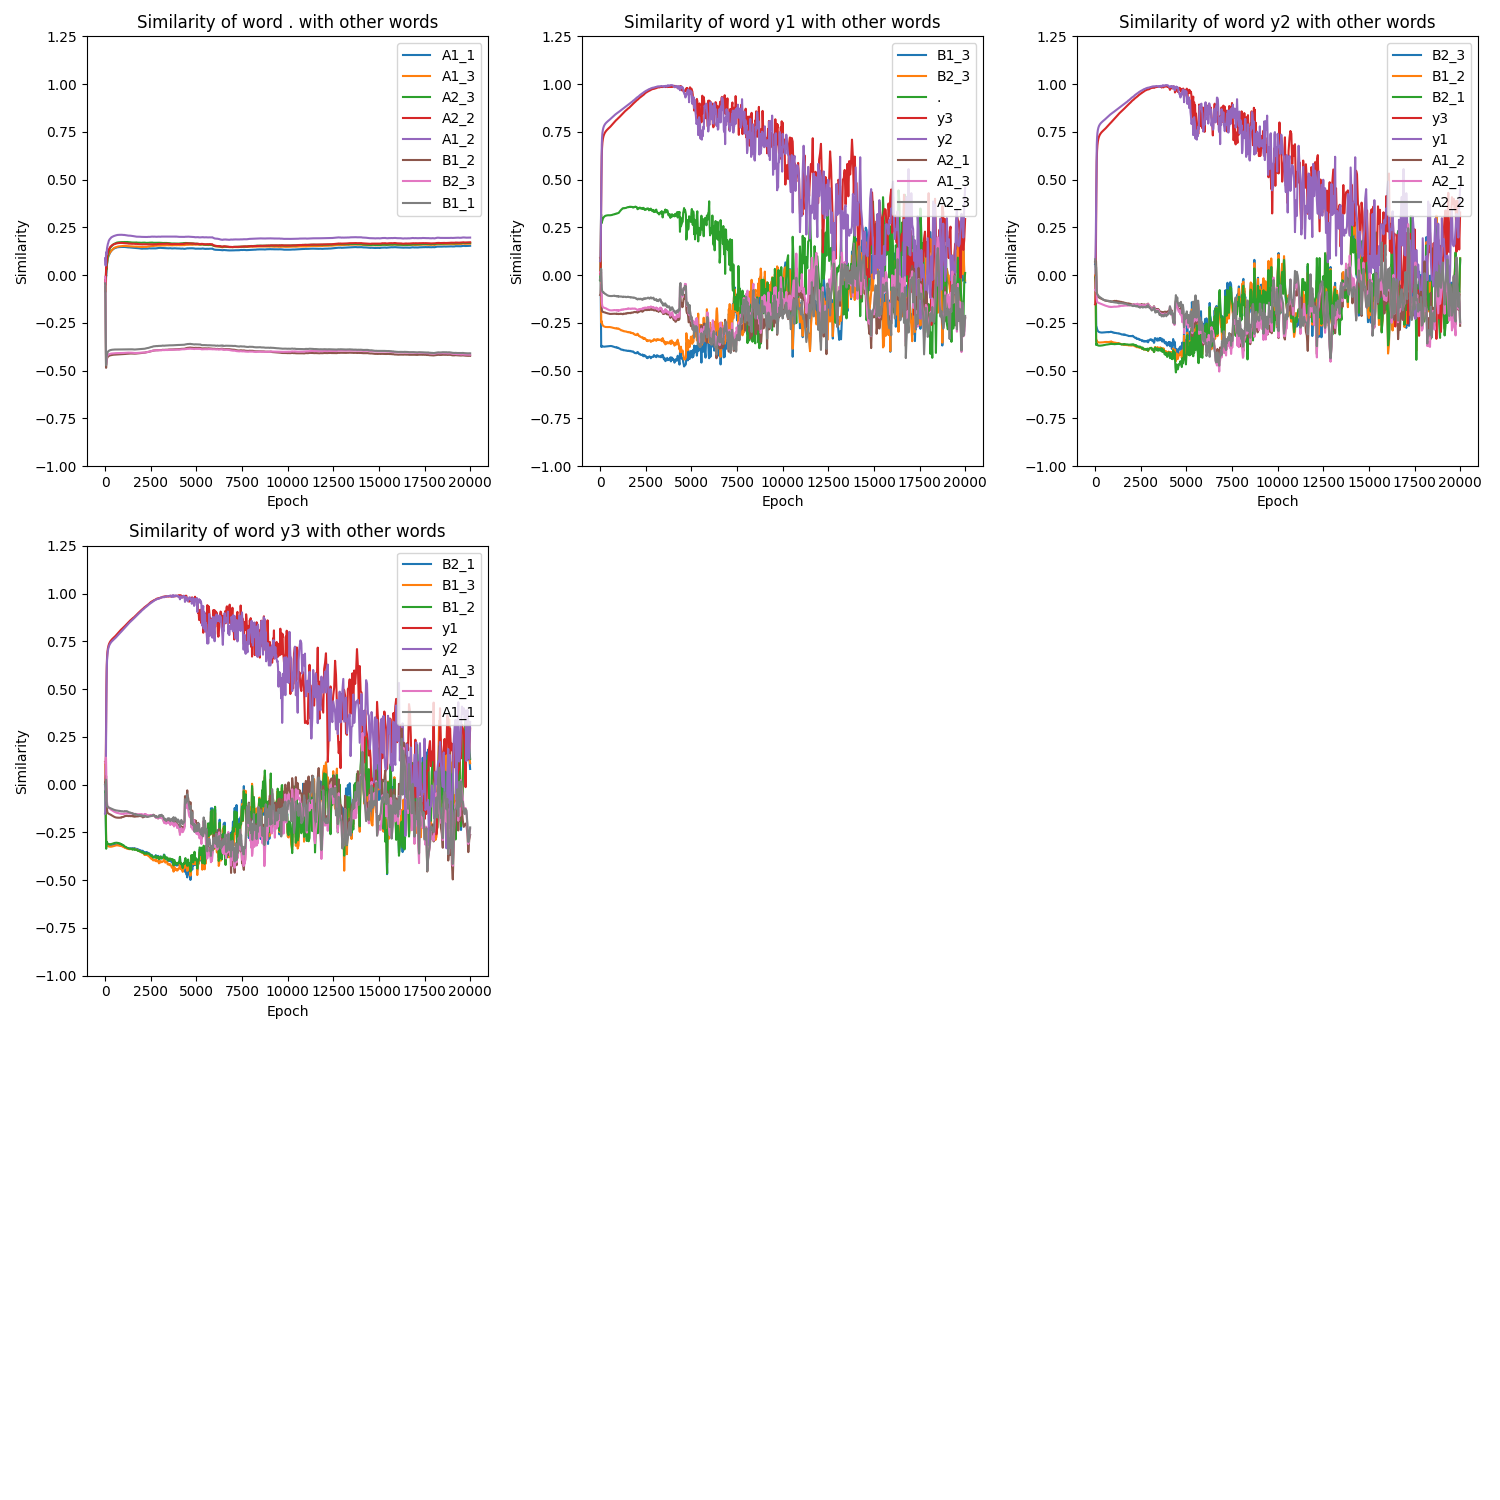 Similarity of word . with other words
1.25
1.00
0.75
0.50
0.25
0.00
−0.25
−0.50
−0.75
−1.00
Similarity
0 2500 5000 7500 10000 12500 15000 17500 20000
Epoch
A1_1
A1_3
A2_3
A2_2
A1_2
B1_2
B2_3
B1_1
Similarity of word y1 with other words
1.25
1.00
0.75
0.50
0.25
0.00
−0.25
−0.50
−0.75
−1.00
Similarity
0 2500 5000 7500 10000 12500 15000 17500 20000
Epoch
B1_3
B2_3
.
y3
y2
A2_1
A1_3
A2_3
Similarity of word y2 with other words
1.25
1.00
0.75
0.50
0.25
0.00
−0.25
−0.50
−0.75
−1.00
Similarity
0 2500 5000 7500 10000 12500 15000 17500 20000
Epoch
B2_3
B1_2
B2_1
y3
y1
A1_2
A2_1
A2_2
Similarity of word y3 with other words
1.25
1.00
0.75
0.50
0.25
0.00
−0.25
−0.50
−0.75
−1.00
Similarity
0 2500 5000 7500 10000 12500 15000 17500 20000
Epoch
B2_1
B1_3
B1_2
y1
y2
A1_3
A2_1
A1_1